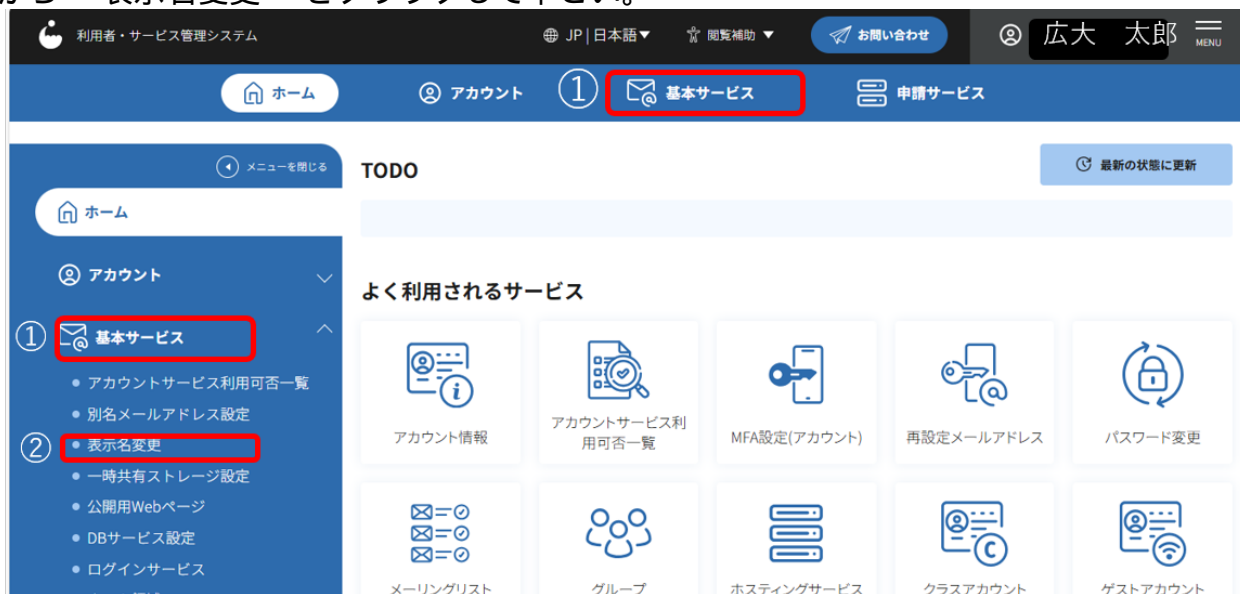 から「表示名変更」をクリックして下さい。
利用者・サービス管理システム
JP | 日本語▼
閲覧補助 ▼
お問い合わせ
広大 太郎
MENU
ホーム
アカウント
① 基本サービス
申請サービス
メニューを閉じる
TODO
最新の状態に更新
ホーム
アカウント
よく利用されるサービス
① 基本サービス
アカウントサービス利用可否一覧
別名メールアドレス設定
② 表示名変更
一時共有ストレージ設定
公開用Webページ
DBサービス設定
ログインサービス
アカウント情報
アカウントサービス利
用可否一覧
MFA設定(アカウント)
再設定メールアドレス
パスワード変更
メーリングリスト
グループ
ホスティングサービス
クラスアカウント
ゲストアカウント